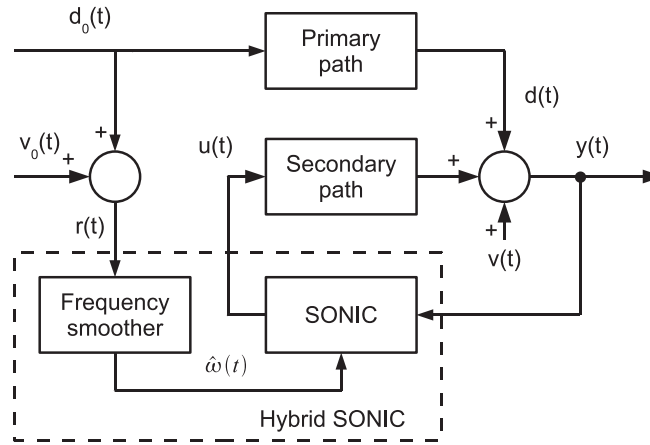 d₀(t)
Primary
path
d(t)
+
+
v₀(t)
+
u(t)
Secondary
path
+
y(t)
r(t)
+
v(t)
Frequency
smoother
SONIC
ω̂(t)
Hybrid SONIC